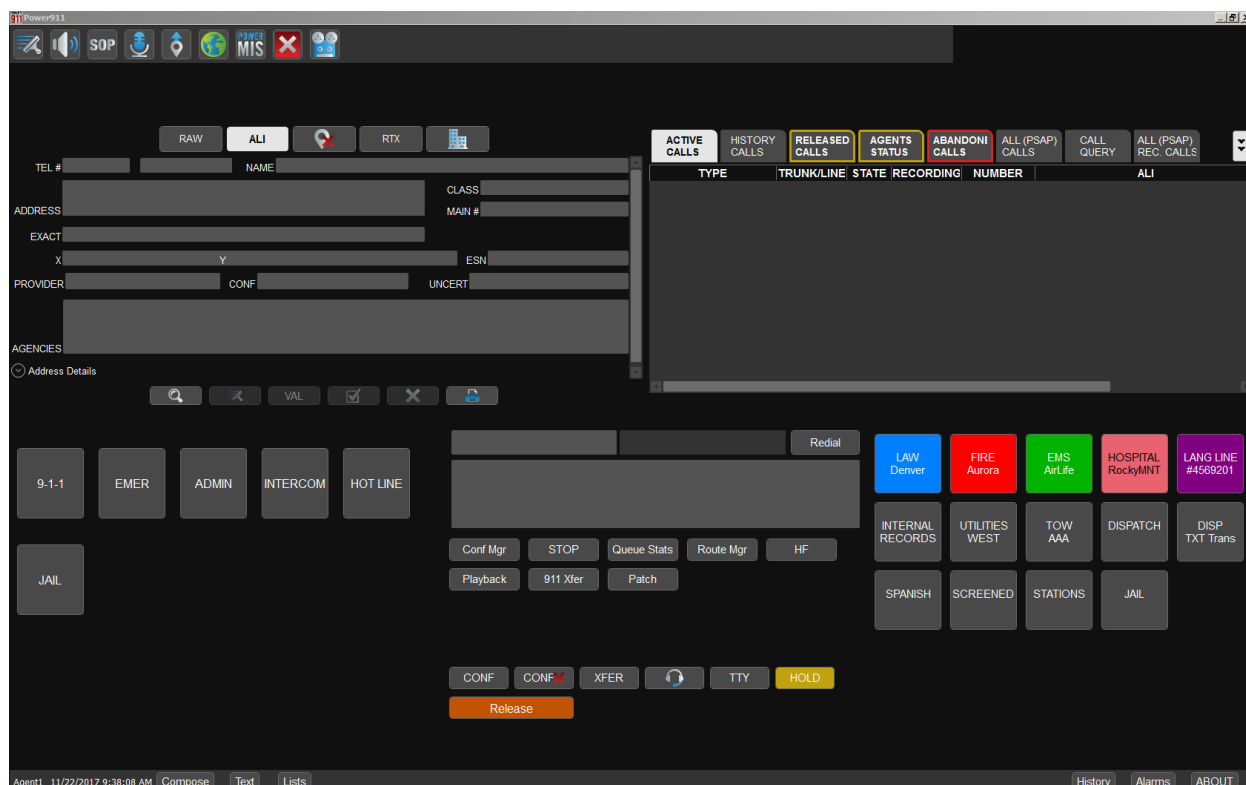 Power911
SOP
POWER
MIS
RAW
ALI
RTX
TEL #
NAME
ADDRESS
CLASS
MAIN #
EXACT
X
Y
ESN
PROVIDER
CONF
UNCERT
AGENCIES
Address Details
VAL
ACTIVE
CALLS
HISTORY
CALLS
RELEASED
CALLS
AGENTS
STATUS
ABANDONE
CALLS
ALL (PSAP)
CALLS
CALL
QUERY
ALL (PSAP)
REC. CALLS
TYPE
TRUNK/LINE
STATE
RECORDING
NUMBER
ALI
9-1-1
EMER
ADMIN
INTERCOM
HOT LINE
JAIL
Redial
Conf Mgr
STOP
Queue Stats
Route Mgr
HF
Playback
911 Xfer
Patch
CONF
CONF
XFER
TTY
HOLD
Release
LAW
Denver
FIRE
Aurora
EMS
AirLife
HOSPITAL
RockyMNT
LANG LINE
#4569201
INTERNAL
RECORDS
UTILITIES
WEST
TOW
AAA
DISPATCH
DISP
TXT Trans
SPANISH
SCREENED
STATIONS
JAIL
Agent1 11/22/2017 9:38:08 AM
Compose
Text
Lists
History
Alarms
ABOUT